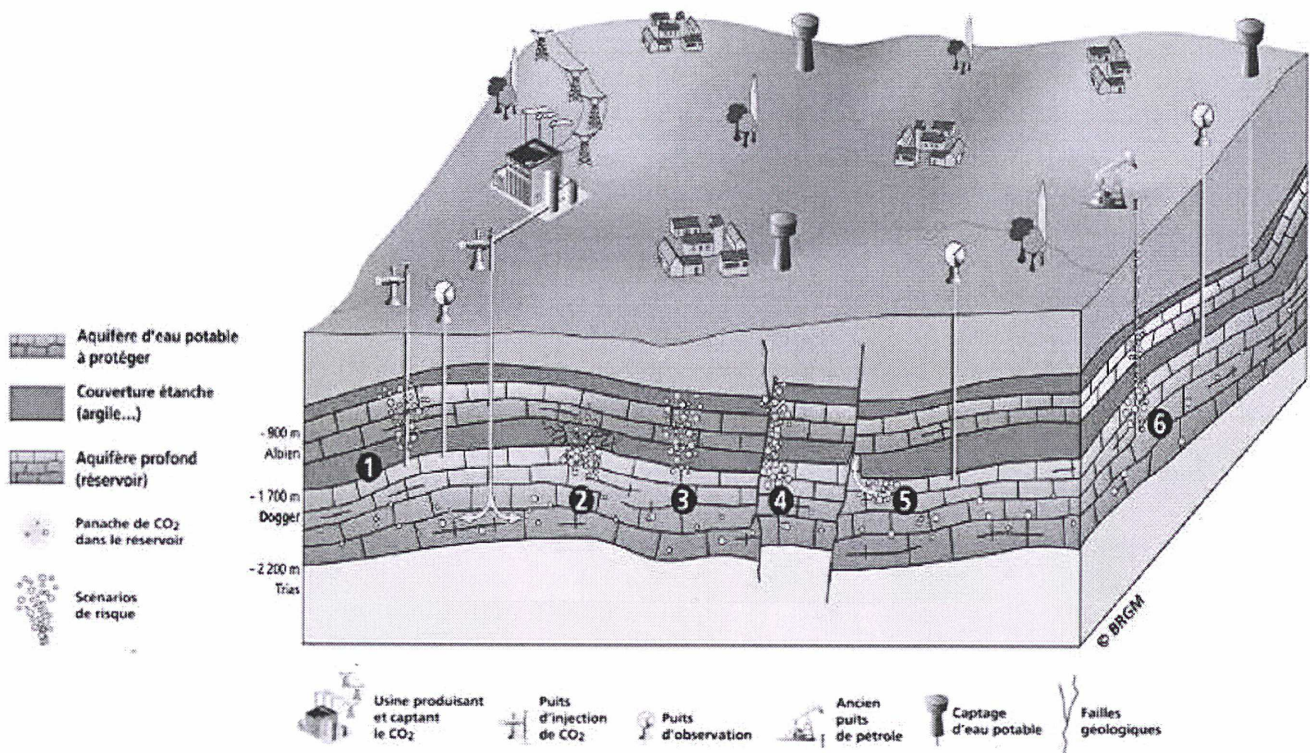 Aquifère d'eau potable
à protéger
Couverture étanche
(argile...)
Aquifère profond
(réservoir)
Panache de CO₂
dans le réservoir
Scénarios
de risque
- 900 m
Albien
- 1 700 m
Dogger
- 2 200 m
Trias
1
2
3
4
5
6
© BRGM
Usine produisant
et captant
le CO₂
Puits
d'injection
de CO₂
Puits
d'observation
Ancien
puits
de pétrole
Captage
d'eau potable
Failles
géologiques